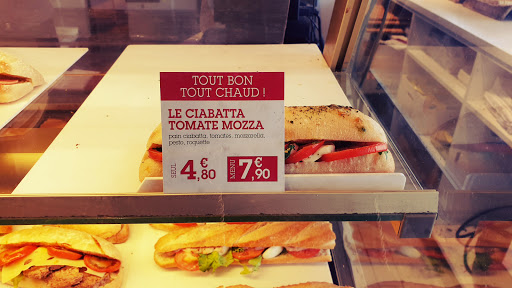 TOUT BON
TOUT CHAUD !
LE CIABATTA
TOMATE MOZZA
pain ciabatta, tomates, mozzarella,
pesto, roquette
SEUL 4€,80 MENU 7€,90